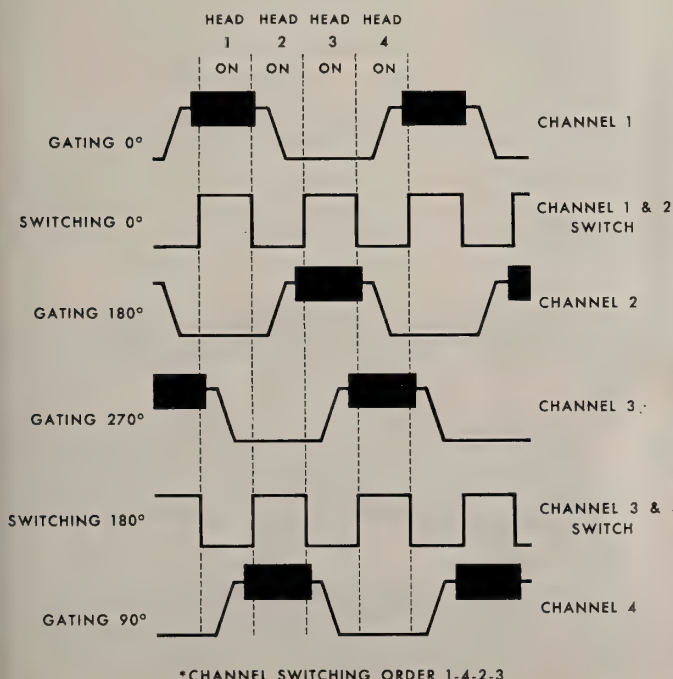 HEAD HEAD HEAD HEAD
1 2 3 4
ON ON ON ON
GATING 0° CHANNEL 1
SWITCHING 0° CHANNEL 1 & 2
SWITCH
GATING 180° CHANNEL 2
GATING 270° CHANNEL 3
SWITCHING 180° CHANNEL 3 &
SWITCH
GATING 90° CHANNEL 4
*CHANNEL SWITCHING ORDER 1-4-2-3